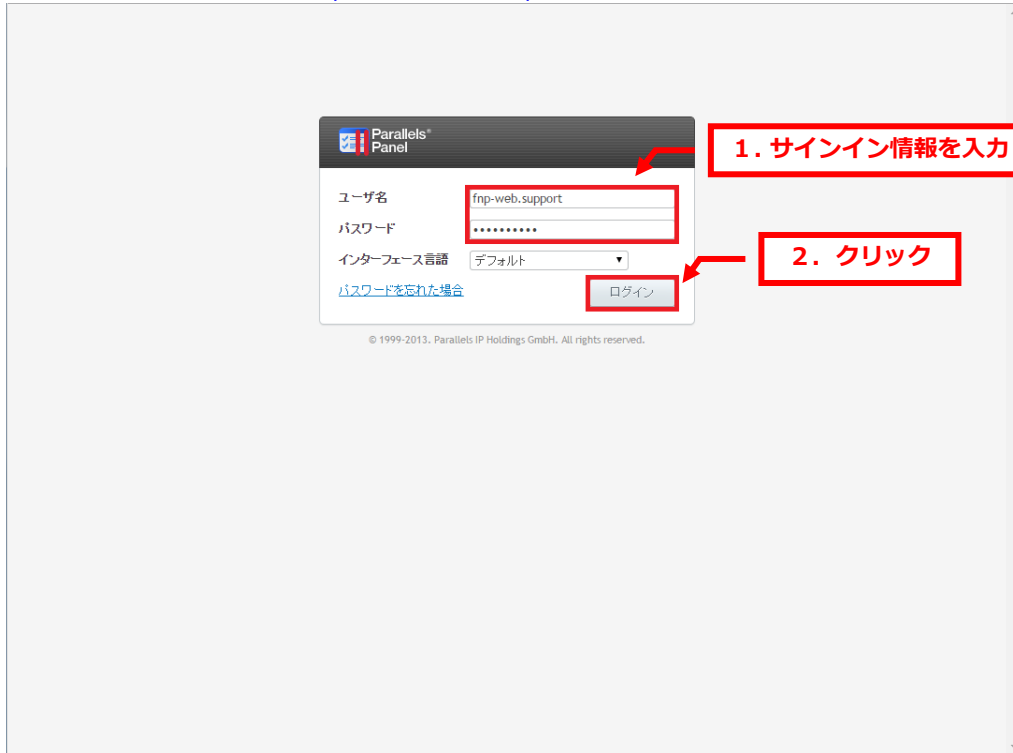 Parallels®
Panel
1. サインイン情報を入力
ユーザ名
fnp-web.support
パスワード
••••••••••
インターフェース言語
デフォルト
2. クリック
パスワードを忘れた場合
ログイン
© 1999-2013. Parallels IP Holdings GmbH. All rights reserved.